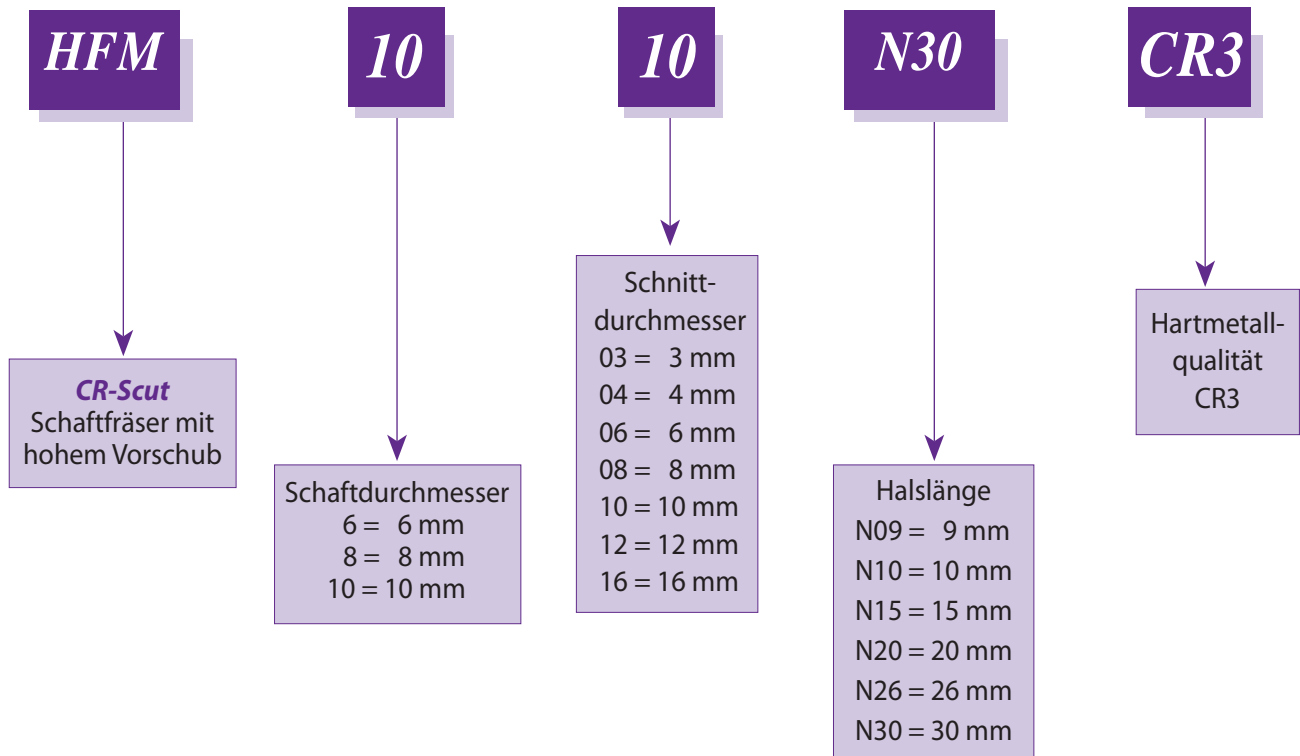 HFM
10
10
N30
CR3
CR-Scut
Schaftfräser mit
hohem Vorschub
Schaftdurchmesser
6 = 6 mm
8 = 8 mm
10 = 10 mm
Schnitt-
durchmesser
03 = 3 mm
04 = 4 mm
06 = 6 mm
08 = 8 mm
10 = 10 mm
12 = 12 mm
16 = 16 mm
Halslänge
N09 = 9 mm
N10 = 10 mm
N15 = 15 mm
N20 = 20 mm
N26 = 26 mm
N30 = 30 mm
Hartmetall-
qualität
CR3